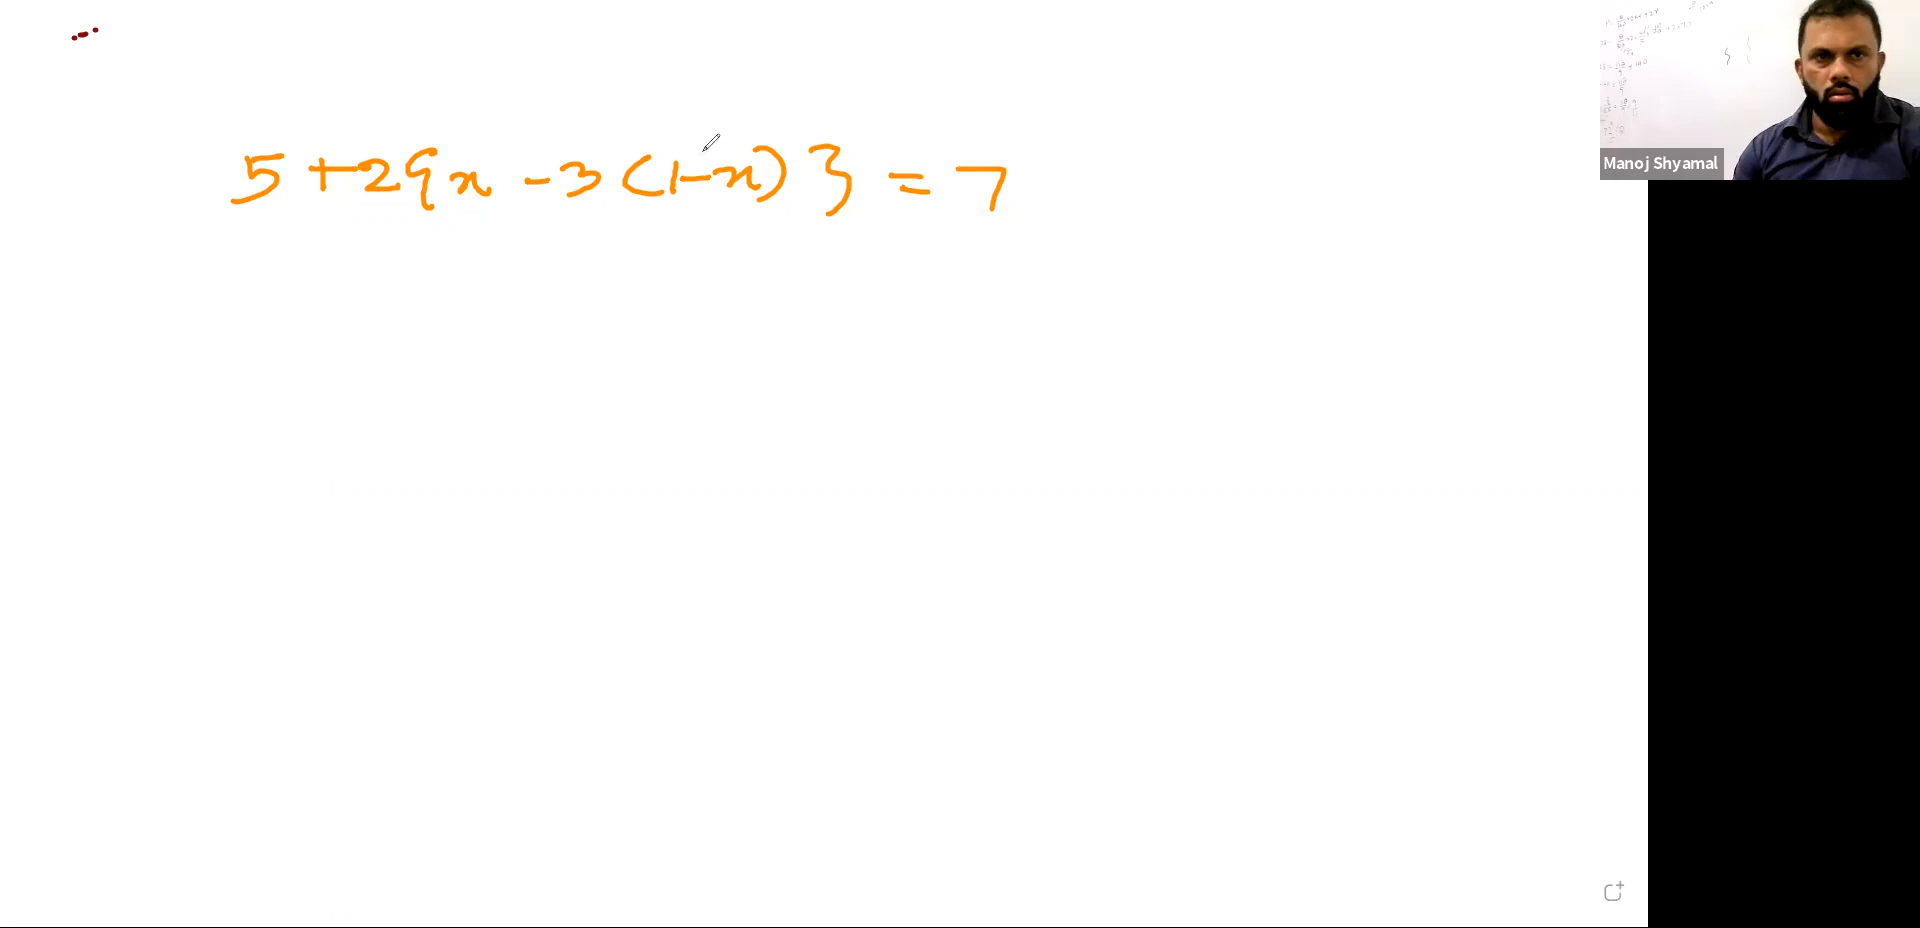 5 + 2{x - 3(1-x)} = 7
Manoj Shyamal